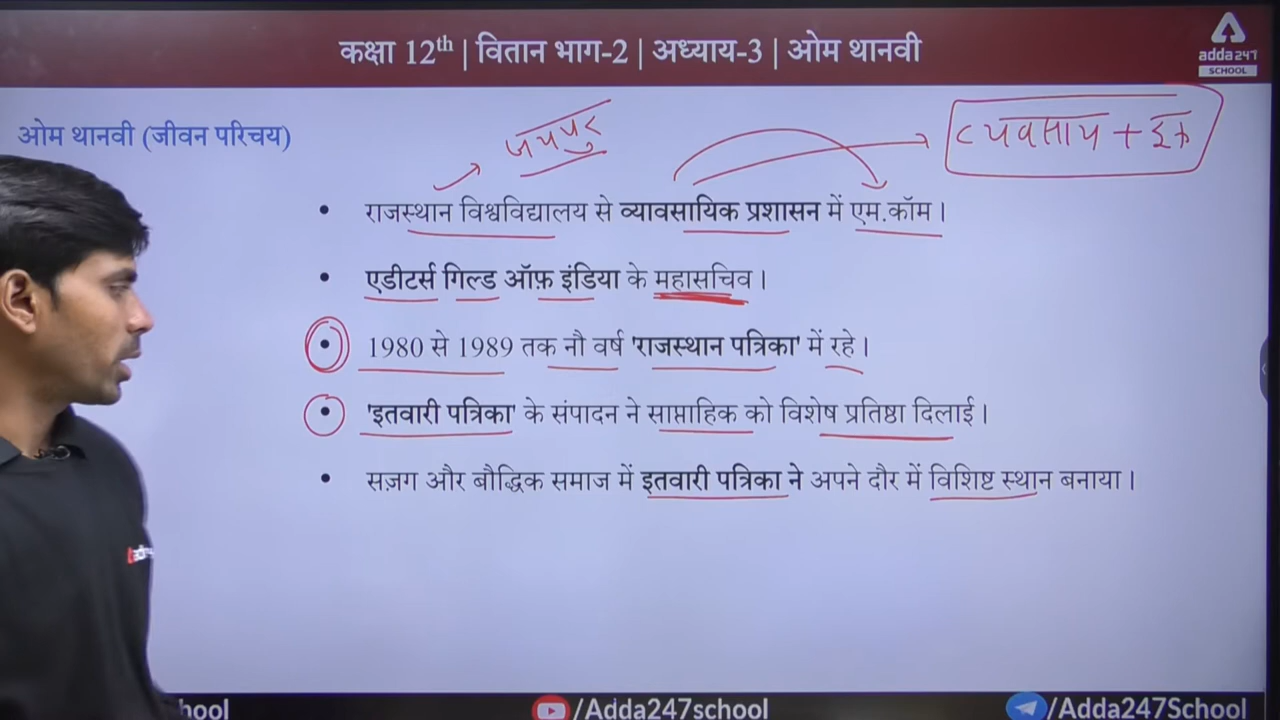 कक्षा 12th | वितान भाग-2 | अध्याय-3 | ओम थानवी
adda247
SCHOOL
ओम थानवी (जीवन परिचय)
जयपुर
व्यवसाय + इक
• राजस्थान विश्वविद्यालय से व्यावसायिक प्रशासन में एम.कॉम।
• एडीटर्स गिल्ड ऑफ़ इंडिया के महासचिव।
• 1980 से 1989 तक नौ वर्ष 'राजस्थान पत्रिका' में रहे।
• 'इतवारी पत्रिका' के संपादन ने साप्ताहिक को विशेष प्रतिष्ठा दिलाई।
• सज़ग और बौद्धिक समाज में इतवारी पत्रिका ने अपने दौर में विशिष्ट स्थान बनाया।
hool /Adda247school /Adda247School